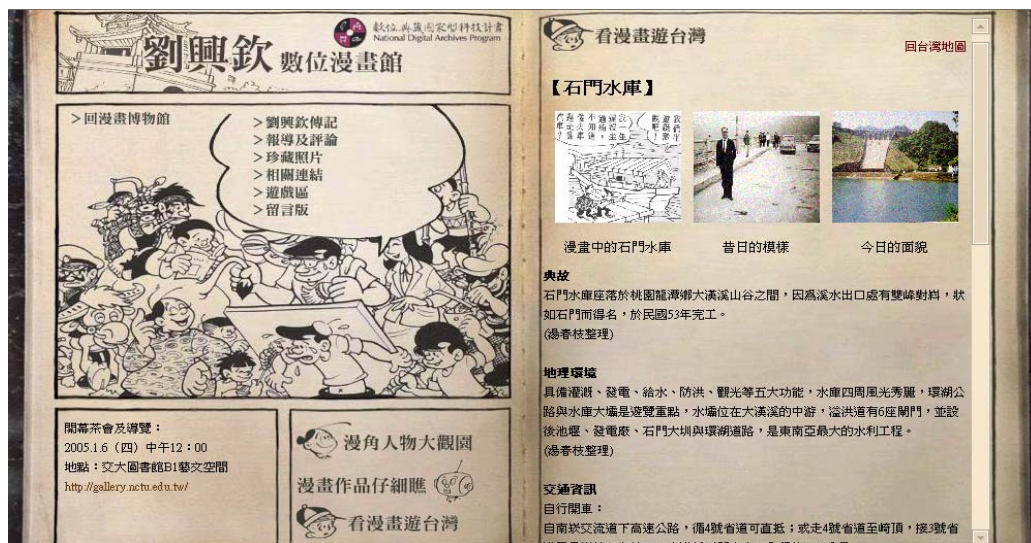 劉興欽 數位漫畫館
數位典藏國家型科技計畫
National Digital Archives Program
>回漫畫博物館
>劉興欽傳記
>報導及評論
>珍藏照片
>相關連結
>遊戲區
>留言版
開幕茶會及導覽：
2005.1.6（四）中午12：00
地點：交大圖書館B1藝文空間
http://gallery.nctu.edu.tw/
漫角人物大觀園
漫畫作品仔細瞧
看漫畫遊台灣
看漫畫遊台灣
回台灣地圖
【石門水庫】
漫畫中的石門水庫
昔日的模樣
今日的面貌
典故
石門水庫座落於桃園龍潭鄉大漢溪山谷之間，因為溪水出口處有雙峰對峙，狀
如石門而得名，於民國53年完工。
(湯春枝整理)
地理環境
具備灌溉、發電、給水、防洪、觀光等五大功能，水庫四周風光秀麗，環湖公
路與水庫大壩是遊覽重點，水壩位在大漢溪的中游，溢洪道有6座閘門，並設
後池堰、發電廠、石門大圳與環湖道路，是東南亞最大的水利工程。
(湯春枝整理)
交通資訊
自行開車：
自南崁交流道下高速公路，循4號省道可直抵；或走4號省道至崎頂，接3號省